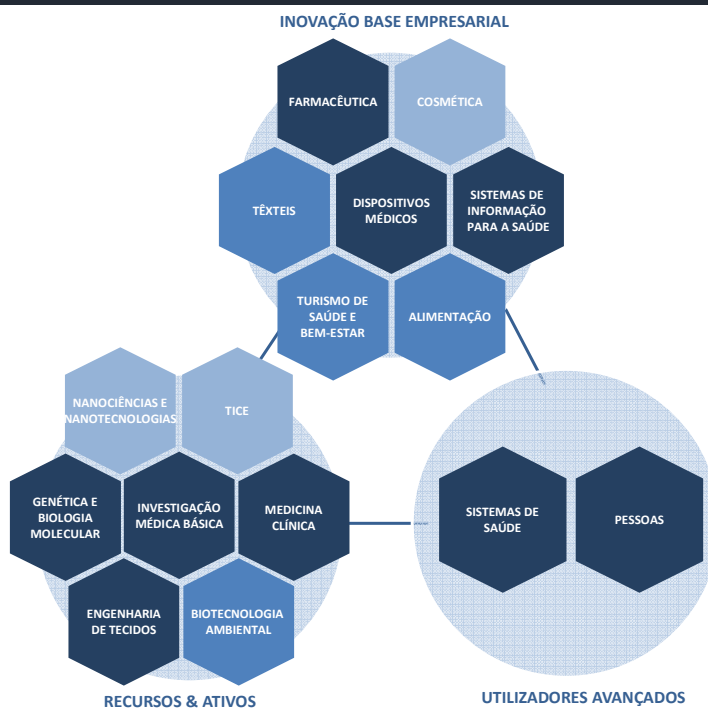 INOVAÇÃO BASE EMPRESARIAL
FARMACÊUTICA
COSMÉTICA
TÊXTEIS
DISPOSITIVOS
MÉDICOS
SISTEMAS DE
INFORMAÇÃO
PARA A SAÚDE
TURISMO DE
SAÚDE E
BEM-ESTAR
ALIMENTAÇÃO
NANOCIÊNCIAS E
NANOTECNOLOGIAS
TICE
GENÉTICA E
BIOLOGIA
MOLECULAR
INVESTIGAÇÃO
MÉDICA BÁSICA
MEDICINA
CLÍNICA
ENGENHARIA
DE TECIDOS
BIOTECNOLOGIA
AMBIENTAL
RECURSOS & ATIVOS
SISTEMAS DE
SAÚDE
PESSOAS
UTILIZADORES AVANÇADOS